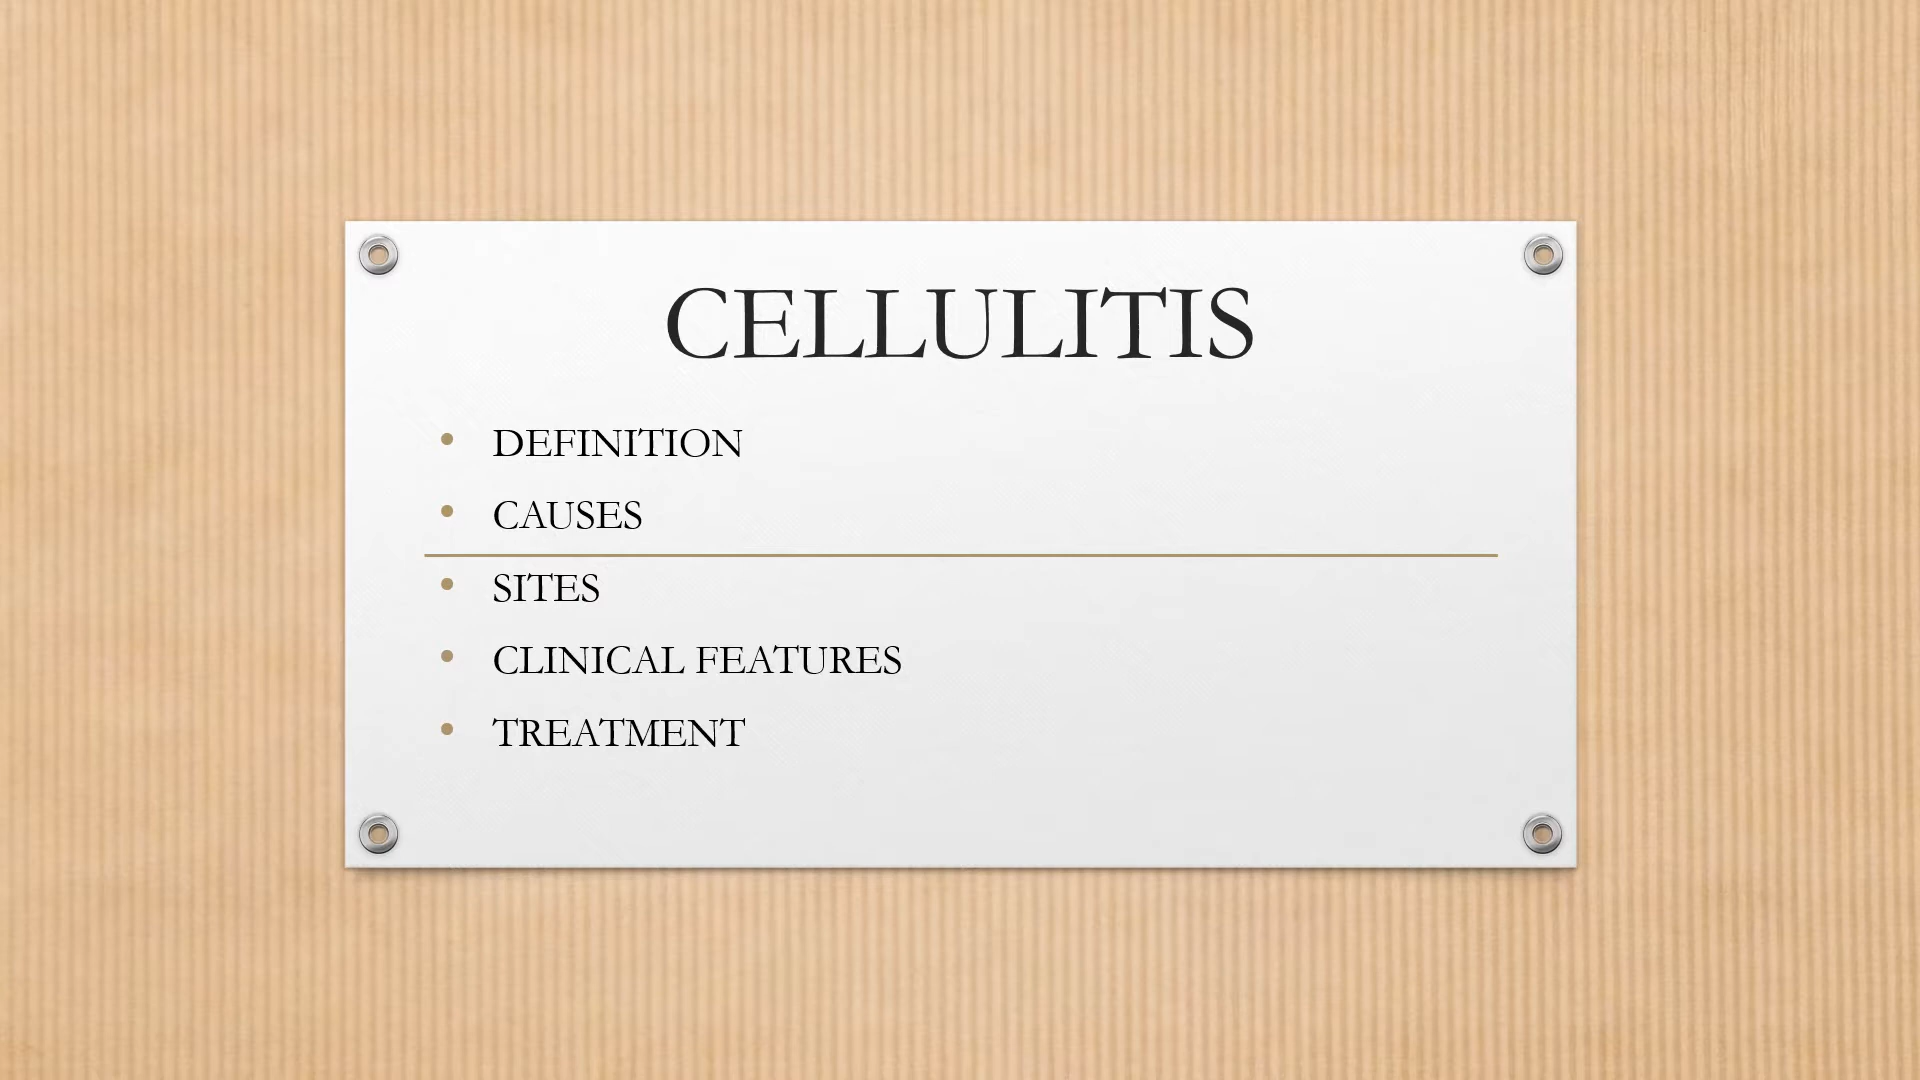 CELLULITIS
• DEFINITION
• CAUSES
• SITES
• CLINICAL FEATURES
• TREATMENT